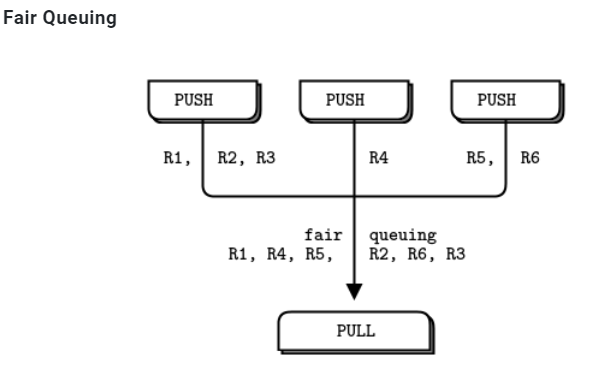 Fair Queuing
PUSH PUSH PUSH
R1, R2, R3 R4 R5, R6
fair queuing
R1, R4, R5, R2, R6, R3
PULL